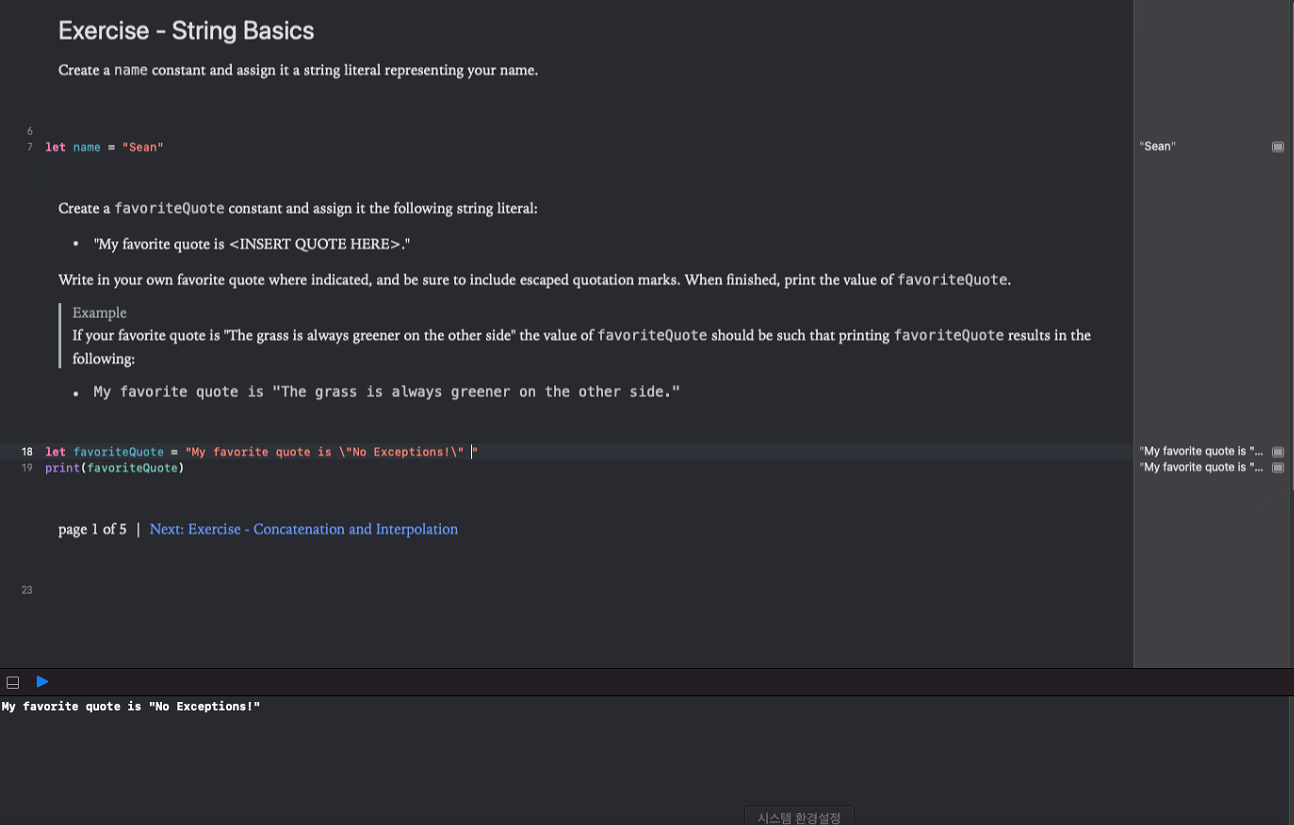 Exercise - String Basics
Create a name constant and assign it a string literal representing your name.
6
7 let name = "Sean"
"Sean"
Create a favoriteQuote constant and assign it the following string literal:
• "My favorite quote is <INSERT QUOTE HERE>."
Write in your own favorite quote where indicated, and be sure to include escaped quotation marks. When finished, print the value of favoriteQuote.
Example
If your favorite quote is "The grass is always greener on the other side" the value of favoriteQuote should be such that printing favoriteQuote results in the
following:
• My favorite quote is "The grass is always greener on the other side."
18 let favoriteQuote = "My favorite quote is \"No Exceptions!\" "
"My favorite quote is "...
19 print(favoriteQuote)
"My favorite quote is "...
page 1 of 5 | Next: Exercise - Concatenation and Interpolation
23
My favorite quote is "No Exceptions!"
시스템 환경설정